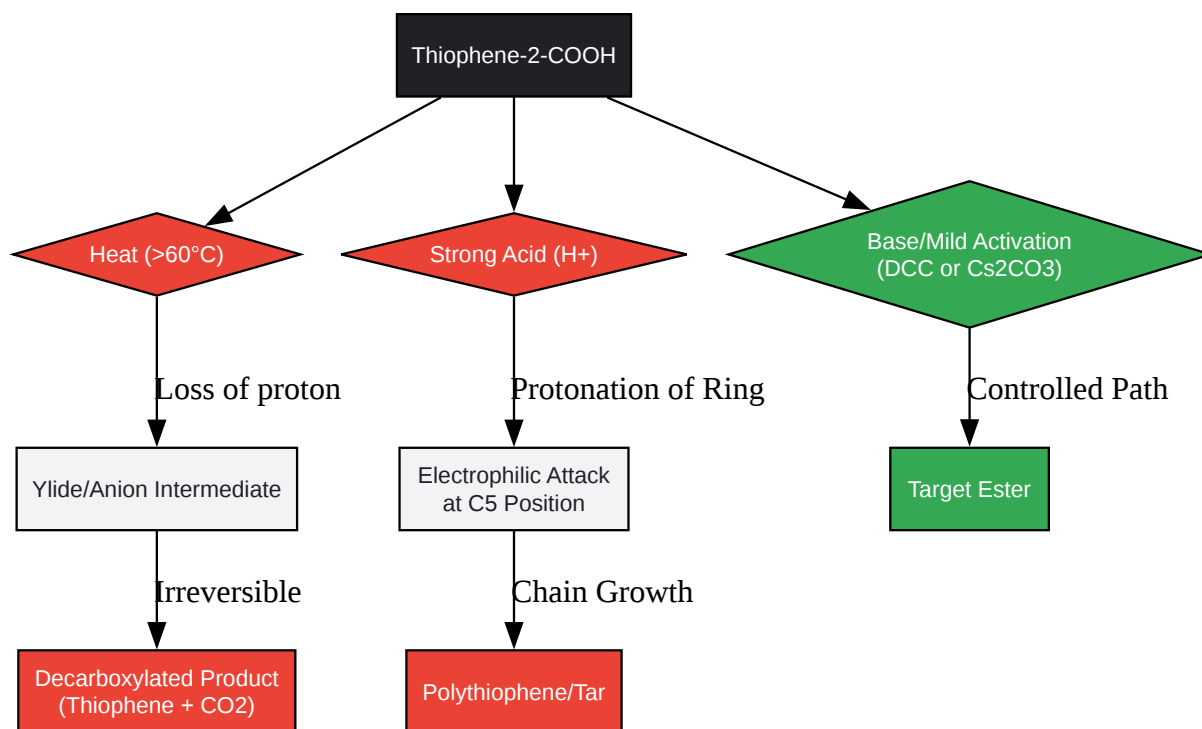 Thiophene-2-COOH
Heat (>60°C)
Strong Acid (H+)
Base/Mild Activation
(DCC or Cs2CO3)
Loss of proton
Protonation of Ring
Controlled Path
Ylide/Anion Intermediate
Electrophilic Attack
at C5 Position
Target Ester
Irreversible
Chain Growth
Decarboxylated Product
(Thiophene + CO2)
Polythiophene/Tar